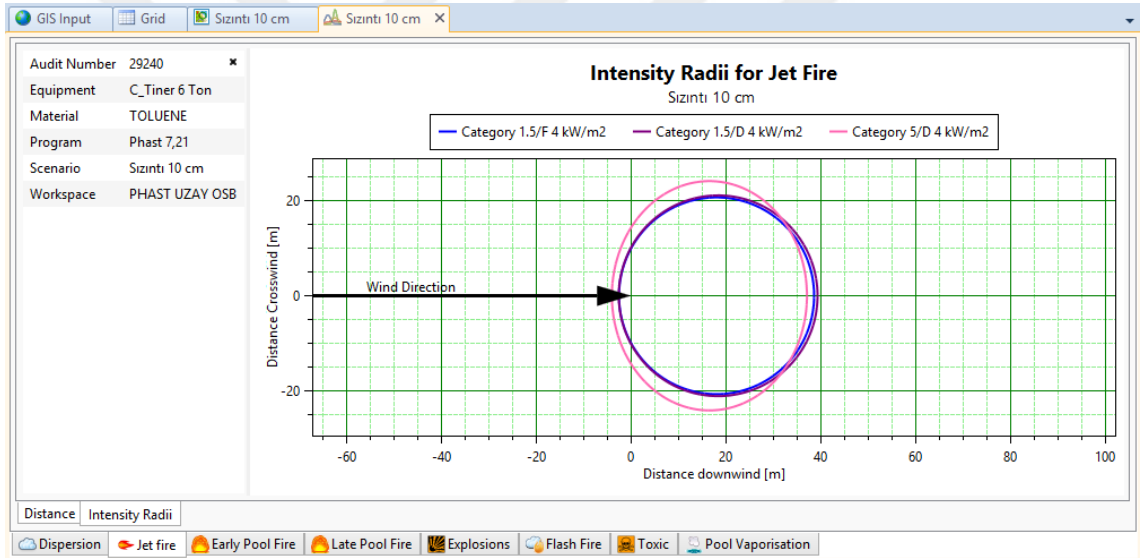 GIS Input Grid Sızıntı 10 cm Sızıntı 10 cm
Audit Number 29240
Equipment C_Tiner 6 Ton
Material TOLUENE
Program Phast 7,21
Scenario Sızıntı 10 cm
Workspace PHAST UZAY OSB
Intensity Radii for Jet Fire
Sızıntı 10 cm
Category 1.5/F 4 kW/m2 Category 1.5/D 4 kW/m2 Category 5/D 4 kW/m2
Distance Crosswind [m]
20
0
-20
Wind Direction
-60 -40 -20 0 20 40 60 80 100
Distance downwind [m]
Distance Intensity Radii
Dispersion Jet fire Early Pool Fire Late Pool Fire Explosions Flash Fire Toxic Pool Vaporisation